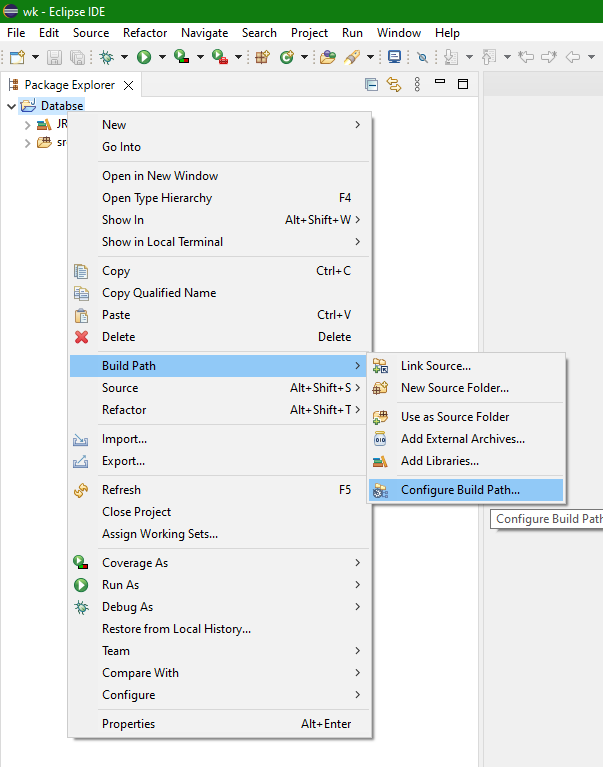 wk - Eclipse IDE
File Edit Source Refactor Navigate Search Project Run Window Help
Package Explorer
Databse
JR
sr
New
Go Into
Open in New Window
Open Type Hierarchy F4
Show In Alt+Shift+W
Show in Local Terminal
Copy Ctrl+C
Copy Qualified Name
Paste Ctrl+V
Delete Delete
Build Path
Source Alt+Shift+S
Refactor Alt+Shift+T
Import...
Export...
Refresh F5
Close Project
Assign Working Sets...
Coverage As
Run As
Debug As
Restore from Local History...
Team
Compare With
Configure
Properties Alt+Enter
Link Source...
New Source Folder...
Use as Source Folder
Add External Archives...
Add Libraries...
Configure Build Path...
Configure Build Path